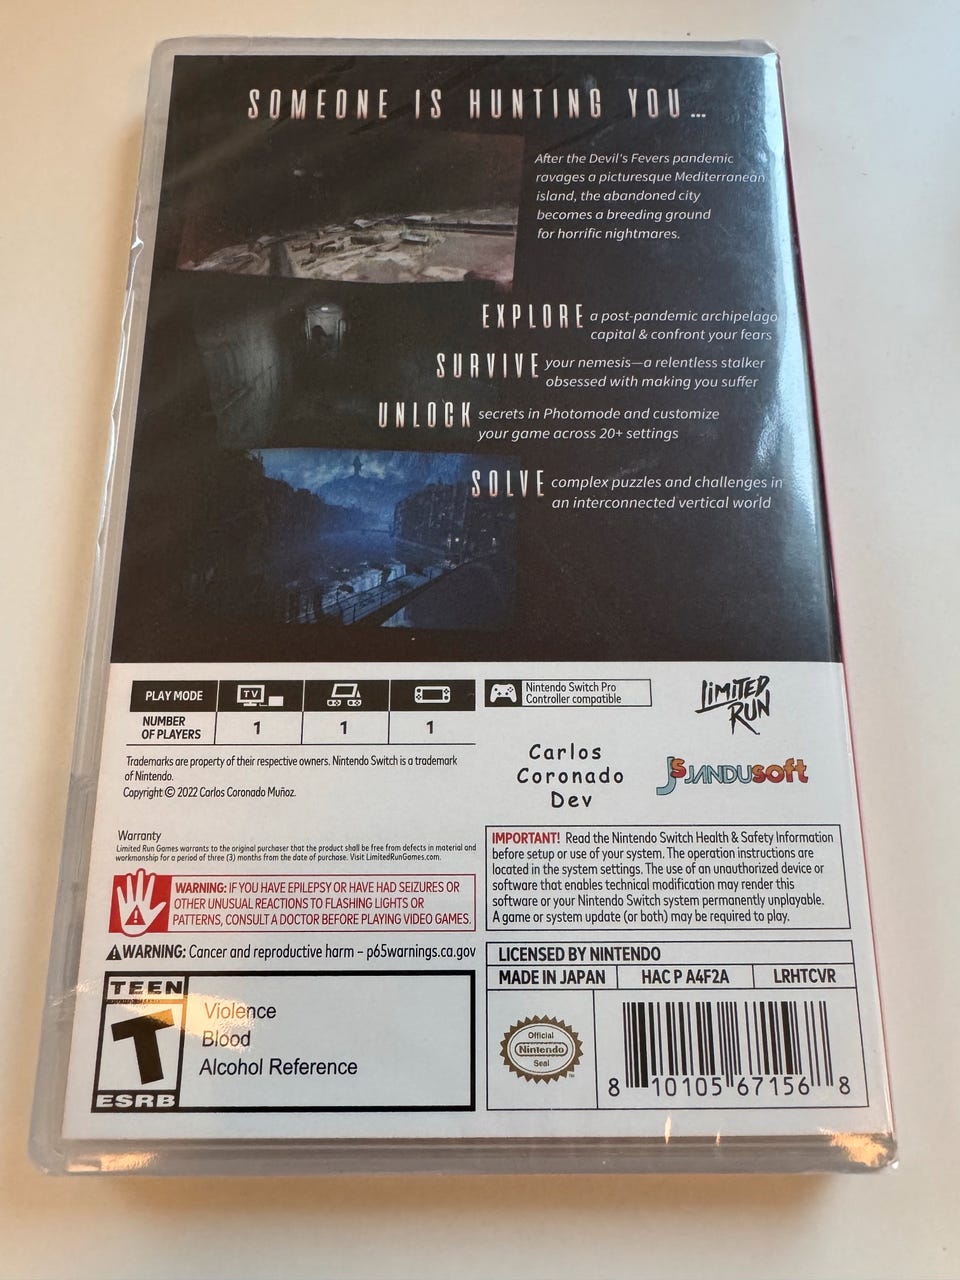 SOMEONE IS HUNTING YOU...
After the Devil's Fevers pandemic
ravages a picturesque Mediterranean
island, the abandoned city
becomes a breeding ground
for horrific nightmares.
EXPLORE a post-pandemic archipelago
capital & confront your fears
SURVIVE your nemesis—a relentless stalker
obsessed with making you suffer
UNLOCK secrets in Photomode and customize
your game across 20+ settings
SOLVE complex puzzles and challenges in
an interconnected vertical world
PLAY MODE TV
NUMBER
OF PLAYERS 1 1 1
Nintendo Switch Pro
Controller compatible
LIMITED
RUN
Trademarks are property of their respective owners. Nintendo Switch is a trademark
of Nintendo.
Copyright © 2022 Carlos Coronado Muñoz.
Carlos
Coronado
Dev
JS JANDUSOFT
Warranty
Limited Run Games warrants to the original purchaser that the product shall be free from defects in material and
workmanship for a period of three (3) months from the date of purchase. Visit LimitedRunGames.com.
WARNING: IF YOU HAVE EPILEPSY OR HAVE HAD SEIZURES OR
OTHER UNUSUAL REACTIONS TO FLASHING LIGHTS OR
PATTERNS, CONSULT A DOCTOR BEFORE PLAYING VIDEO GAMES.
WARNING: Cancer and reproductive harm – p65warnings.ca.gov
IMPORTANT! Read the Nintendo Switch Health & Safety Information
before setup or use of your system. The operation instructions are
located in the system settings. The use of an unauthorized device or
software that enables technical modification may render this
software or your Nintendo Switch system permanently unplayable.
A game or system update (or both) may be required to play.
LICENSED BY NINTENDO
MADE IN JAPAN HAC P A4F2A LRHTCVR
TEEN
T
ESRB
Violence
Blood
Alcohol Reference
Official
Nintendo
Seal
TM
8 10105 67156 8